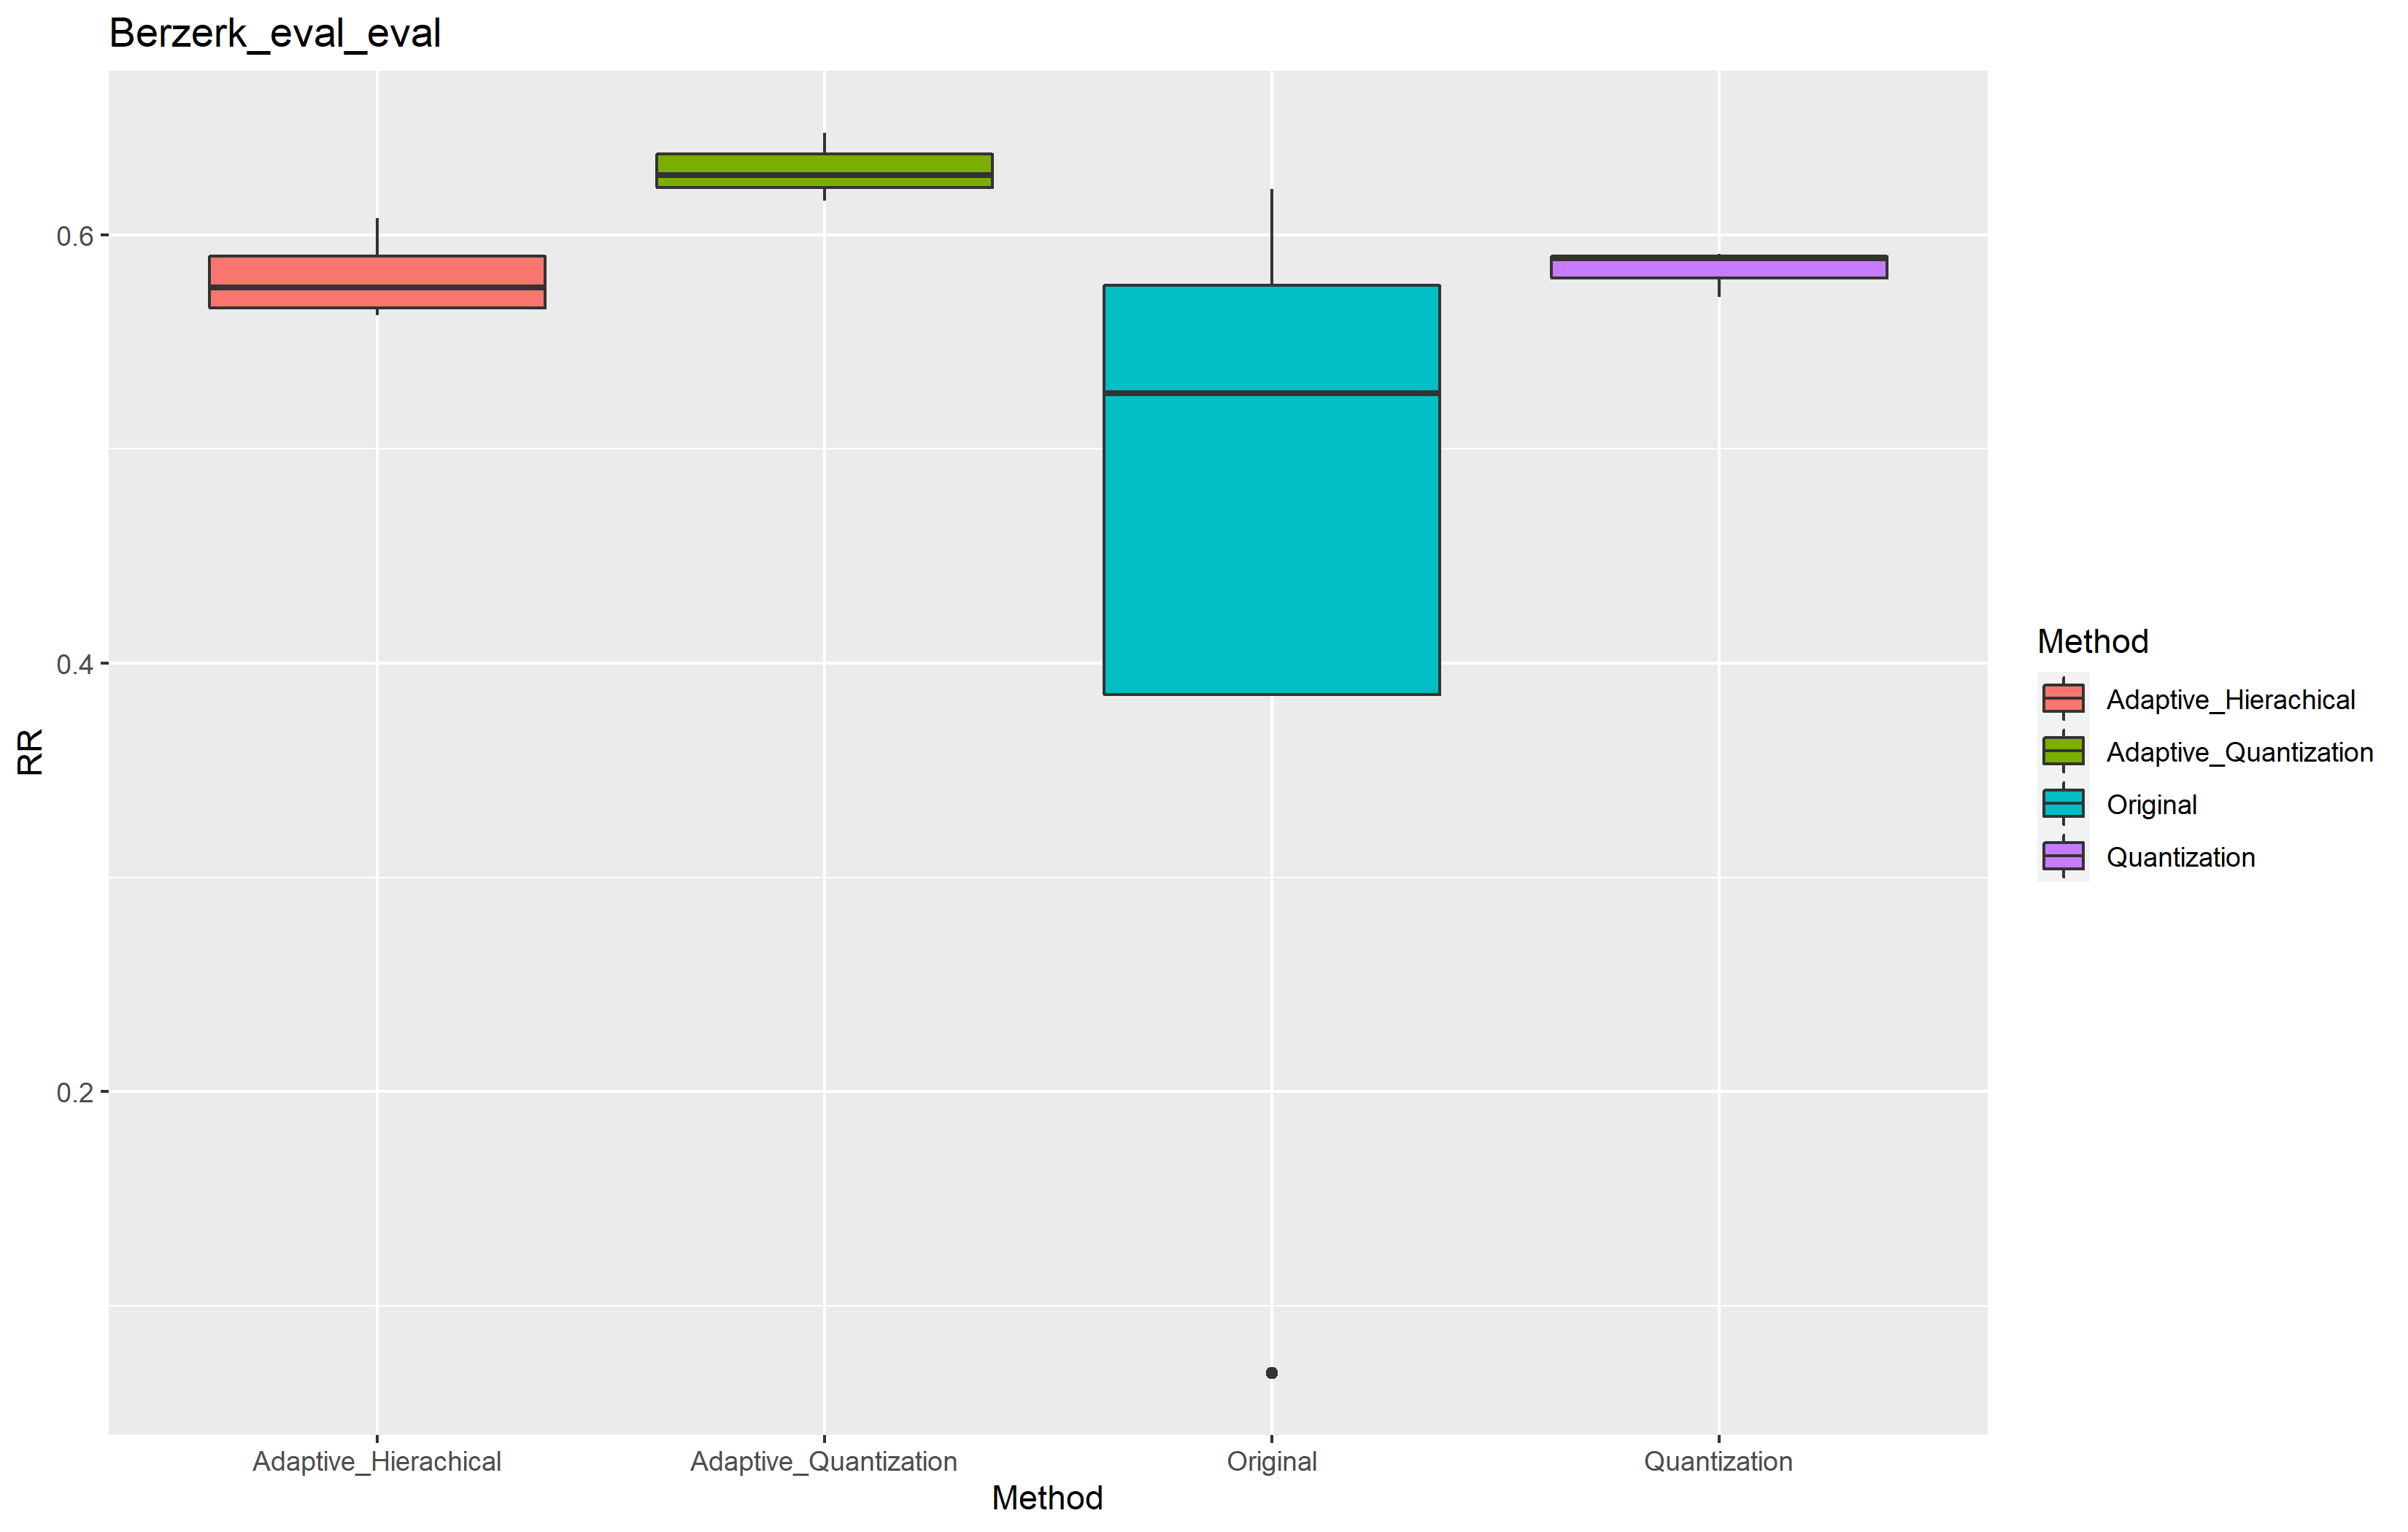 Berzerk_eval_eval
RR
0.6
0.4
0.2
Adaptive_Hierachical
Adaptive_Quantization
Original
Quantization
Method
Method
Adaptive_Hierachical
Adaptive_Quantization
Original
Quantization